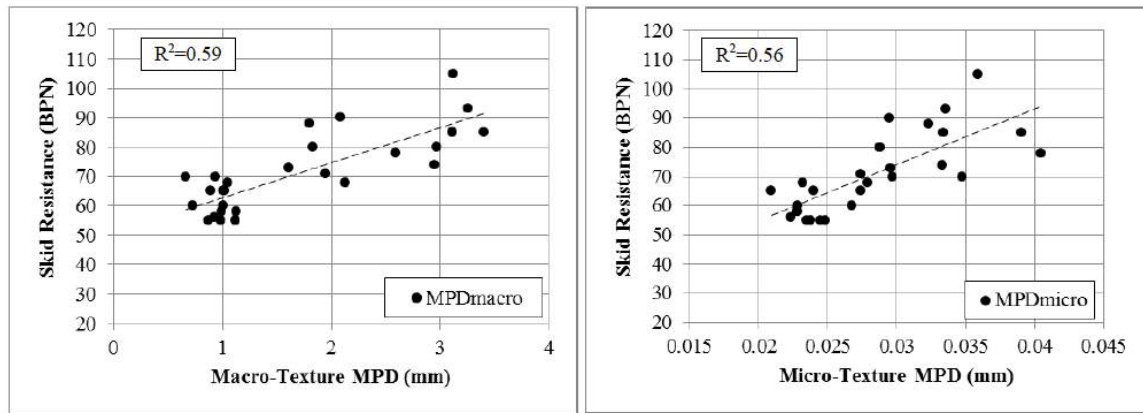 120
110
100
90
80
70
60
50
40
30
20
Skid Resistance (BPN)
R²=0.59
MPDmacro
0 1 2 3 4
Macro-Texture MPD (mm)
120
110
100
90
80
70
60
50
40
30
20
Skid Resistance (BPN)
R²=0.56
MPDmicro
0.015 0.02 0.025 0.03 0.035 0.04 0.045
Micro-Texture MPD (mm)